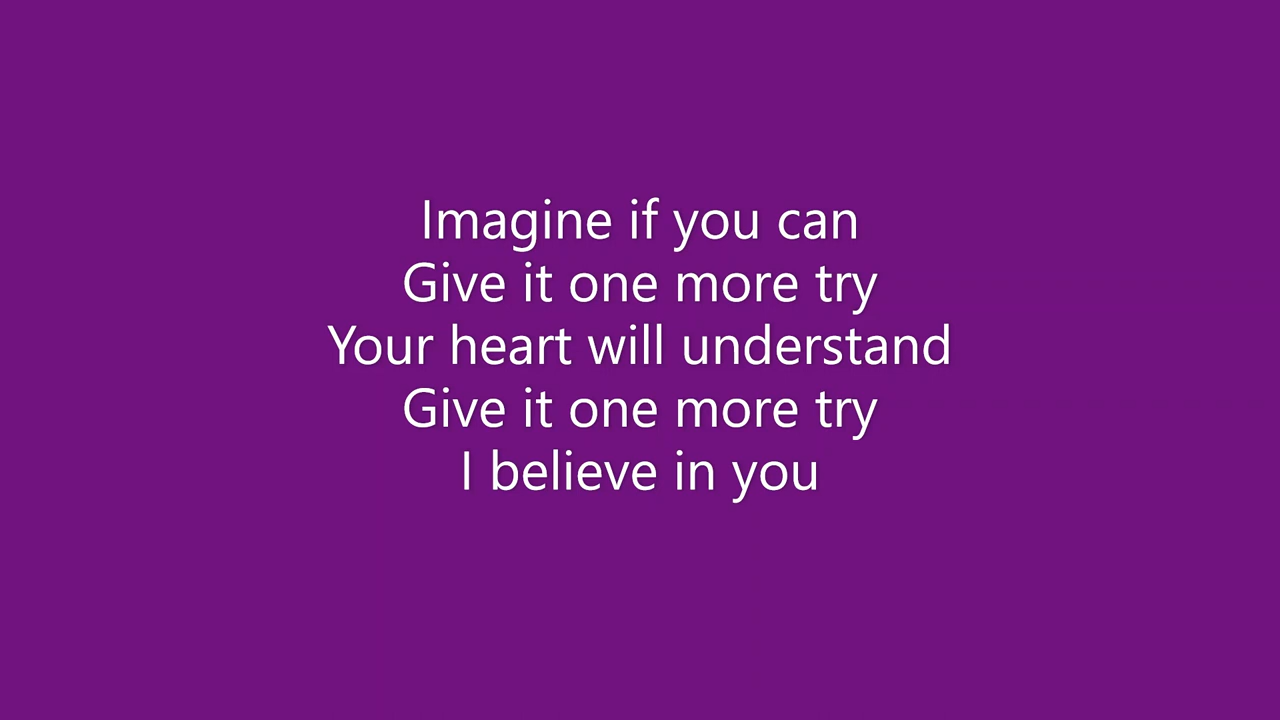 Imagine if you can
Give it one more try
Your heart will understand
Give it one more try
I believe in you